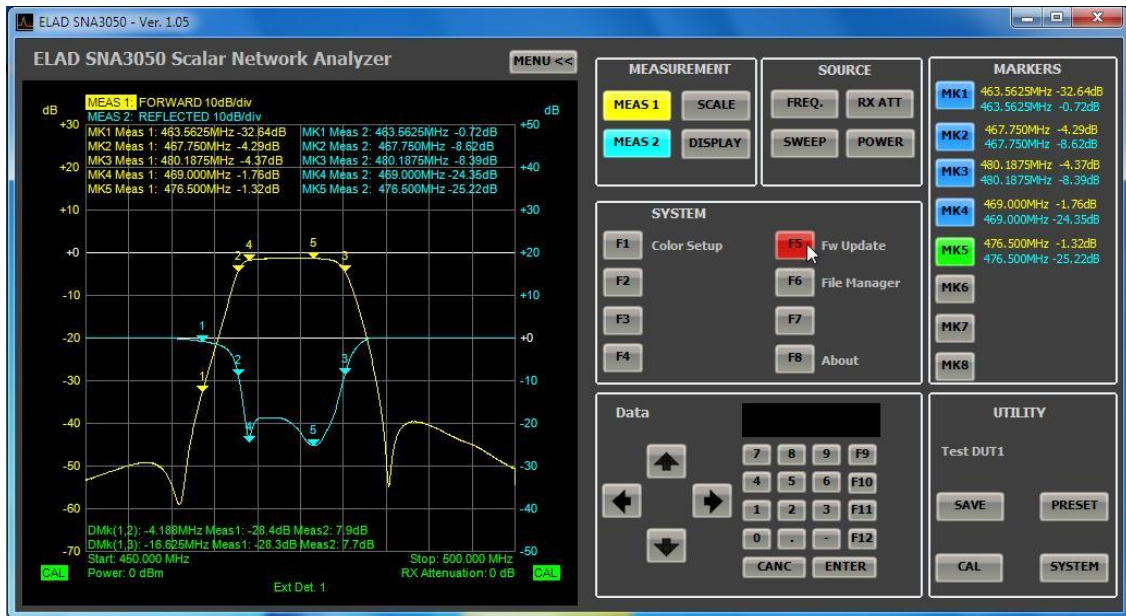 ELAD SNA3050 - Ver. 1.05
ELAD SNA3050 Scalar Network Analyzer
MENU <<
dB
MEAS 1: FORWARD 10dB/div
MEAS 2: REFLECTED 10dB/div
dB
MK1 Meas 1: 463.5625MHz -32.64dB
MK2 Meas 1: 467.750MHz -4.29dB
MK3 Meas 1: 480.1875MHz -4.37dB
MK4 Meas 1: 469.000MHz -1.76dB
MK5 Meas 1: 476.500MHz -1.32dB
MK1 Meas 2: 463.5625MHz -0.72dB
MK2 Meas 2: 467.750MHz -8.62dB
MK3 Meas 2: 480.1875MHz -8.39dB
MK4 Meas 2: 469.000MHz -24.35dB
MK5 Meas 2: 476.500MHz -25.22dB
+30
+20
+10
+0
-10
-20
-30
-40
-50
-60
-70
+50
+40
+30
+20
+10
+0
-10
-20
-30
-40
-50
2
4
5
3
1
1
2
4
5
3
DMk(1,2): -4.188MHz Meas1: -28.4dB Meas2: 7.9dB
DMk(1,3): -16.625MHz Meas1: -28.3dB Meas2: 7.7dB
Start: 450.000 MHz
Stop: 500.000 MHz
CAL
Power: 0 dBm
RX Attenuation: 0 dB
CAL
Ext Det. 1
MEASUREMENT
MEAS 1
SCALE
MEAS 2
DISPLAY
SOURCE
FREQ.
RX ATT
SWEEP
POWER
MARKERS
MK1
463.5625MHz -32.64dB
463.5625MHz -0.72dB
MK2
467.750MHz -4.29dB
467.750MHz -8.62dB
MK3
480.1875MHz -4.37dB
480.1875MHz -8.39dB
MK4
469.000MHz -1.76dB
469.000MHz -24.35dB
MK5
476.500MHz -1.32dB
476.500MHz -25.22dB
MK6
MK7
MK8
SYSTEM
F1 Color Setup
F2
F3
F4
F5 Fw Update
F6 File Manager
F7
F8 About
Data
7 8 9 F9
4 5 6 F10
1 2 3 F11
0 . - F12
CANC ENTER
UTILITY
Test DUT1
SAVE
PRESET
CAL
SYSTEM